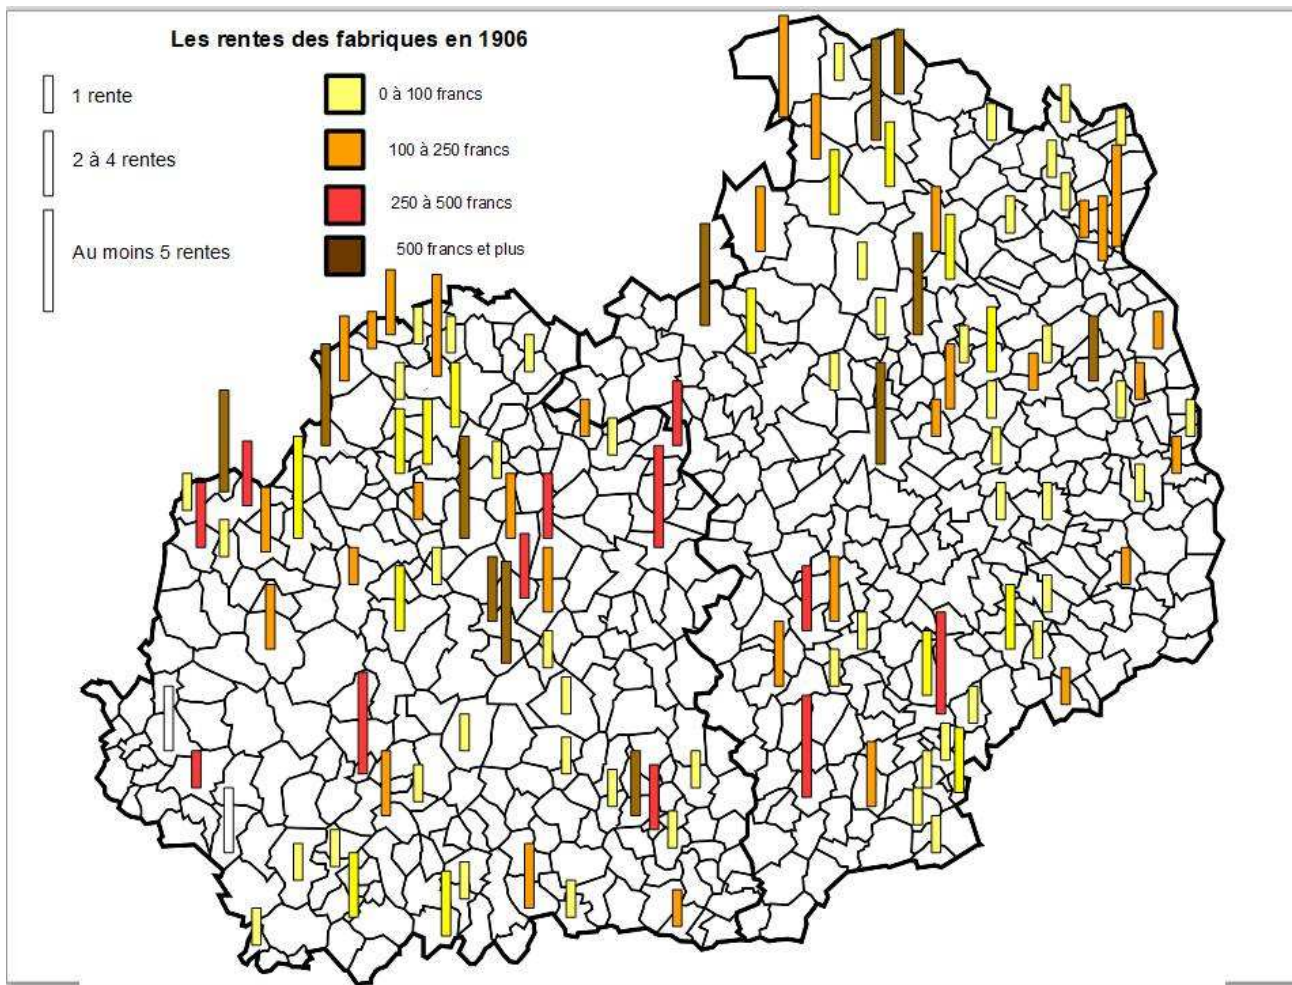 Les rentes des fabriques en 1906
1 rente
2 à 4 rentes
Au moins 5 rentes
0 à 100 francs
100 à 250 francs
250 à 500 francs
500 francs et plus